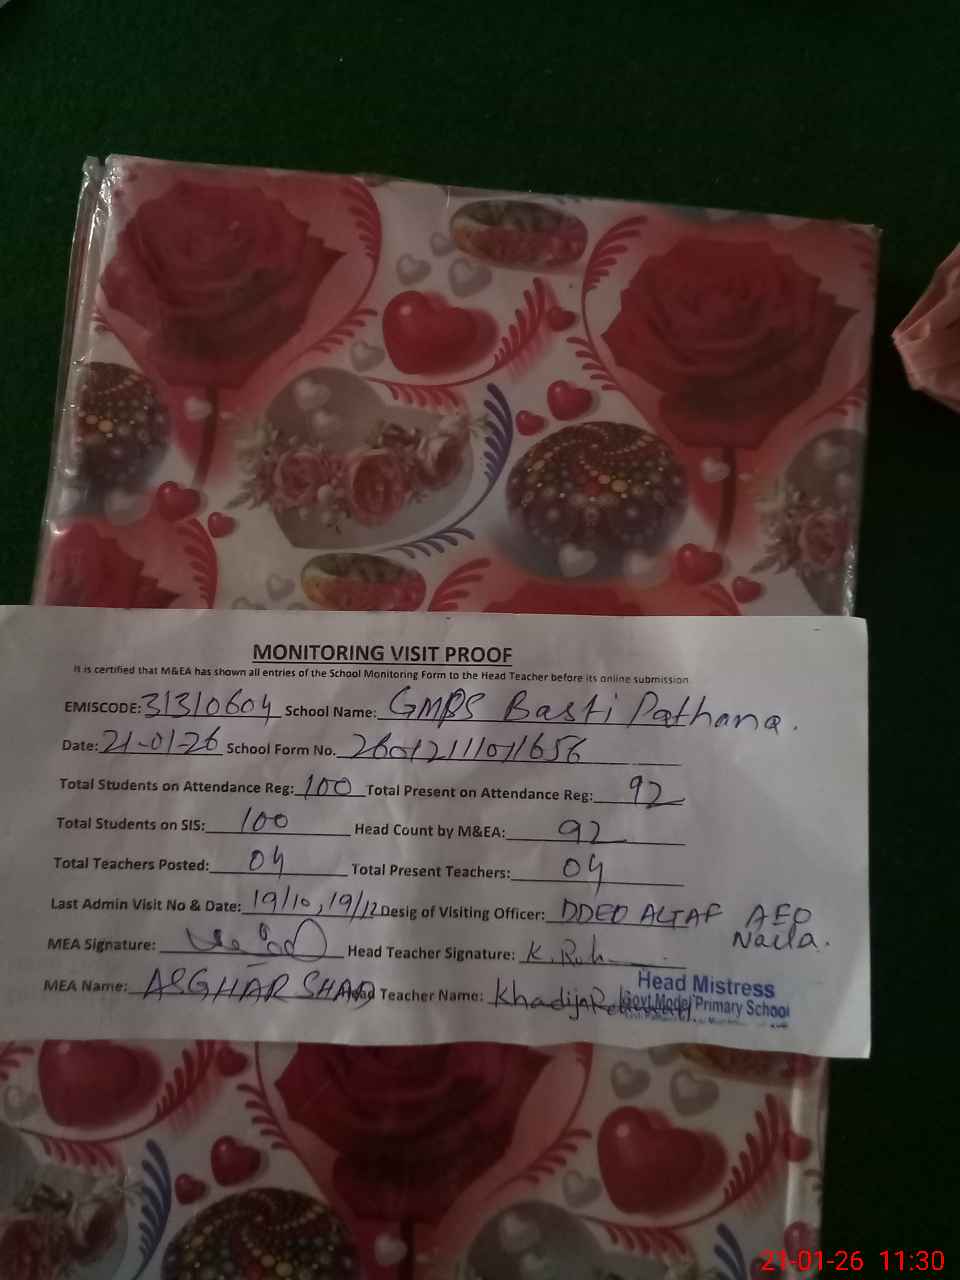 MONITORING VISIT PROOF
It is certified that M&EA has shown all entries of the School Monitoring Form to the Head Teacher before its online submission
EMISCODE: 31310604 School Name: GMPS Basti Pathana.
Date: 21-01-26 School Form No. 2601211101656
Total Students on Attendance Reg: 100 Total Present on Attendance Reg: 92
Total Students on SIS: 100 Head Count by M&EA: 92
Total Teachers Posted: 04 Total Present Teachers: 04
Last Admin Visit No & Date: 19/10, 19/12 Desig of Visiting Officer: DDEO ALTAF AEO
Naila.
MEA Signature: Head Teacher Signature: K.
MEA Name: ASGHAR Teacher Name: Khadija
Head Mistress
Govt Model Primary School
21-01-26 11:30